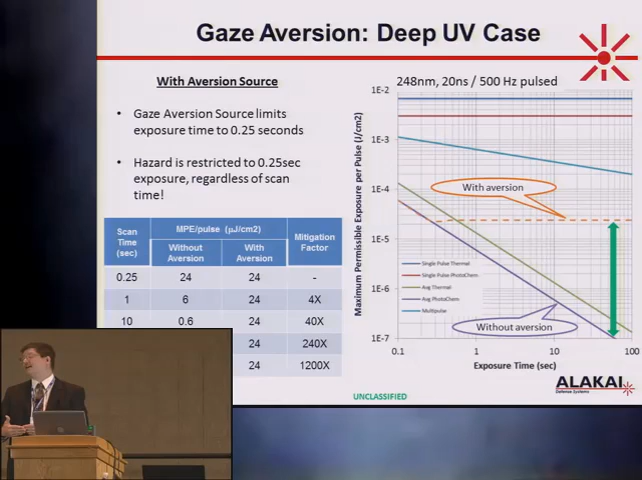 Gaze Aversion: Deep UV Case
With Aversion Source
• Gaze Aversion Source limits
exposure time to 0.25 seconds
• Hazard is restricted to 0.25sec
exposure, regardless of scan
time!
Scan
Time
(sec)
MPE/pulse (µJ/cm2)
Mitigation
Factor
Without
Aversion
With
Aversion
0.25 24 24 -
1 6 24 4X
10 0.6 24 40X
24 240X
24 1200X
248nm, 20ns / 500 Hz pulsed
Maximum Permissible Exposure per Pulse (J/cm2)
1E-2
1E-3
1E-4
1E-5
1E-6
1E-7
With aversion
Single Pulse Thermal
Single Pulse PhotoChem
Avg Thermal
Avg PhotoChem
Multipulse
Without aversion
0.1 1 10 100
Exposure Time (sec)
UNCLASSIFIED
ALAKAI
Defense Systems